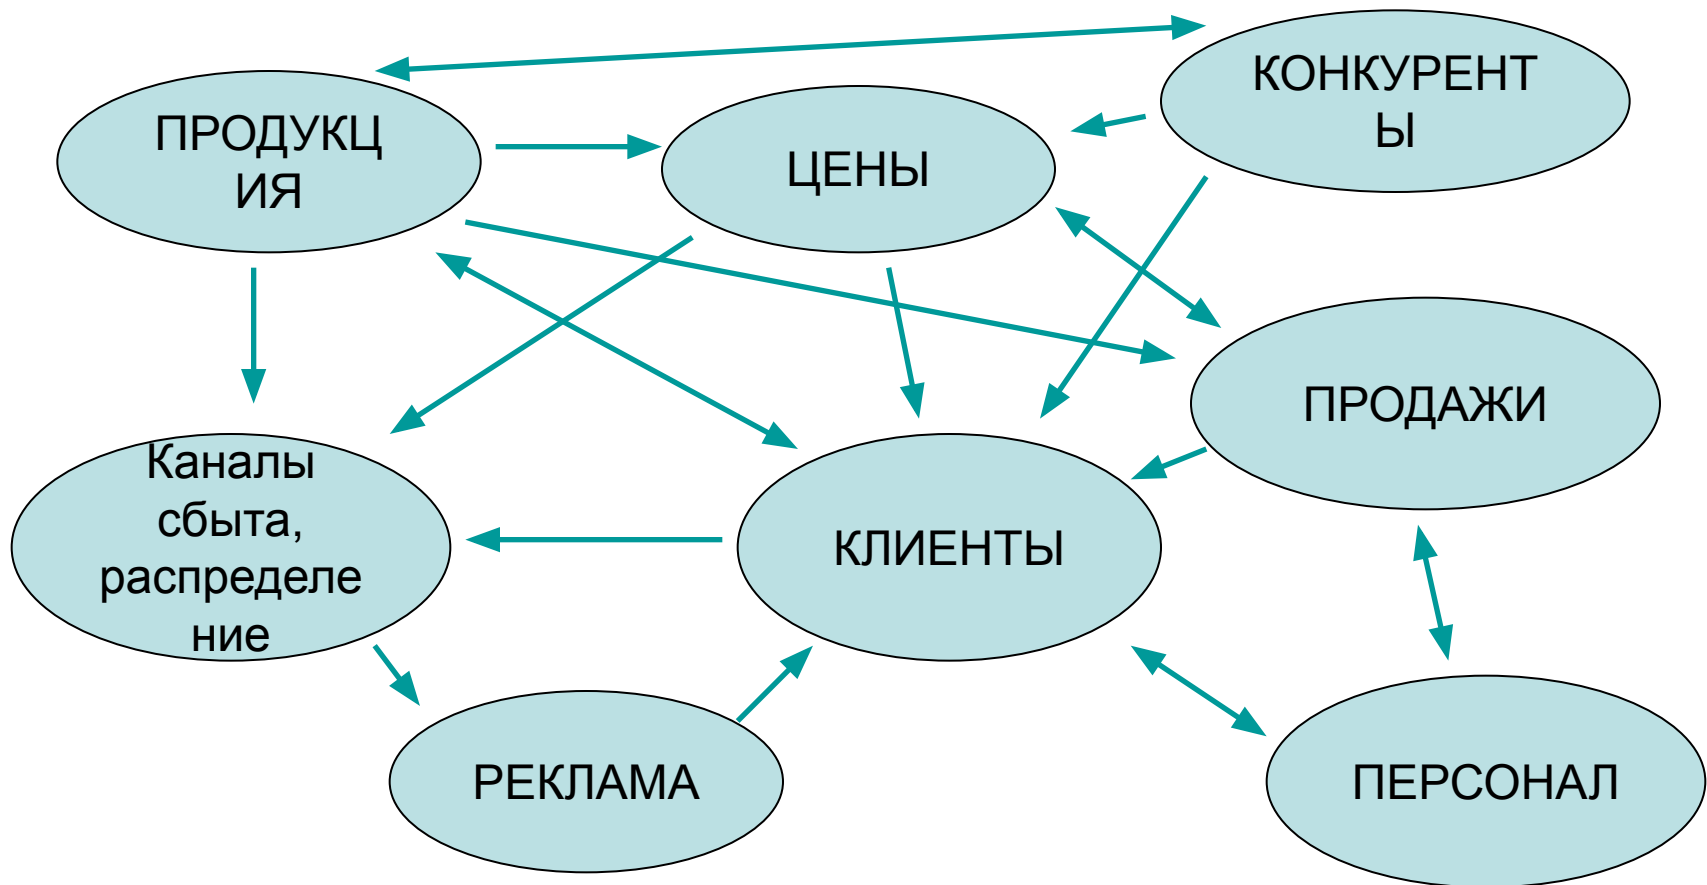 ПРОДУКЦ
ИЯ
ЦЕНЫ
КОНКУРЕНТ
Ы
ПРОДАЖИ
Каналы
сбыта,
распределе
ние
КЛИЕНТЫ
РЕКЛАМА
ПЕРСОНАЛ